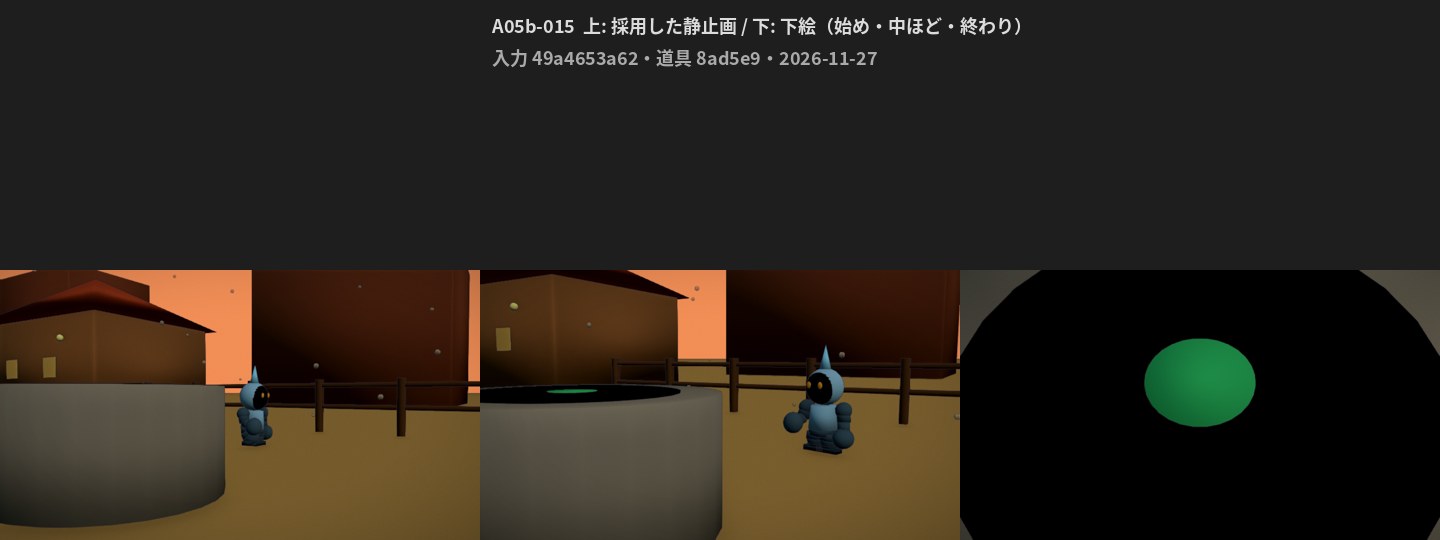 A05b-015 上: 採用した静止画 / 下: 下絵（始め・中ほど・終わり）
入力 49a4653a62・道具 8ad5e9・2026-11-27